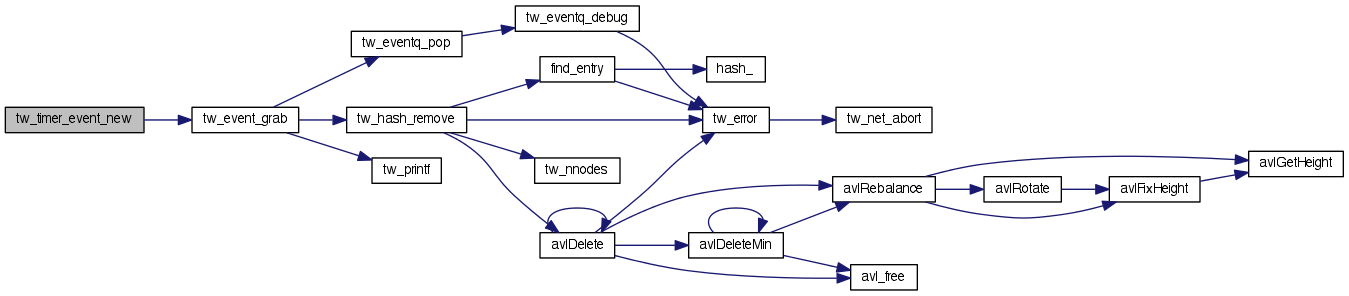 tw_timer_event_new
tw_event_grab
tw_eventq_pop
tw_hash_remove
tw_printf
tw_eventq_debug
find_entry
tw_nnodes
avlDelete
hash_
tw_error
avlDeleteMin
tw_net_abort
avlRebalance
avl_free
avlRotate
avlFixHeight
avlGetHeight